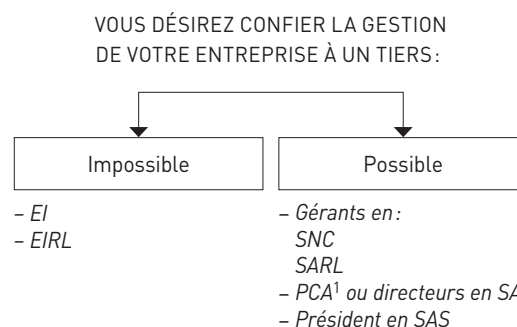 VOUS DÉSIREZ CONFIER LA GESTION
DE VOTRE ENTREPRISE À UN TIERS :
Impossible
– EI
– EIRL
Possible
– Gérants en :
SNC
SARL
– PCA¹ ou directeurs en SA
– Président en SAS